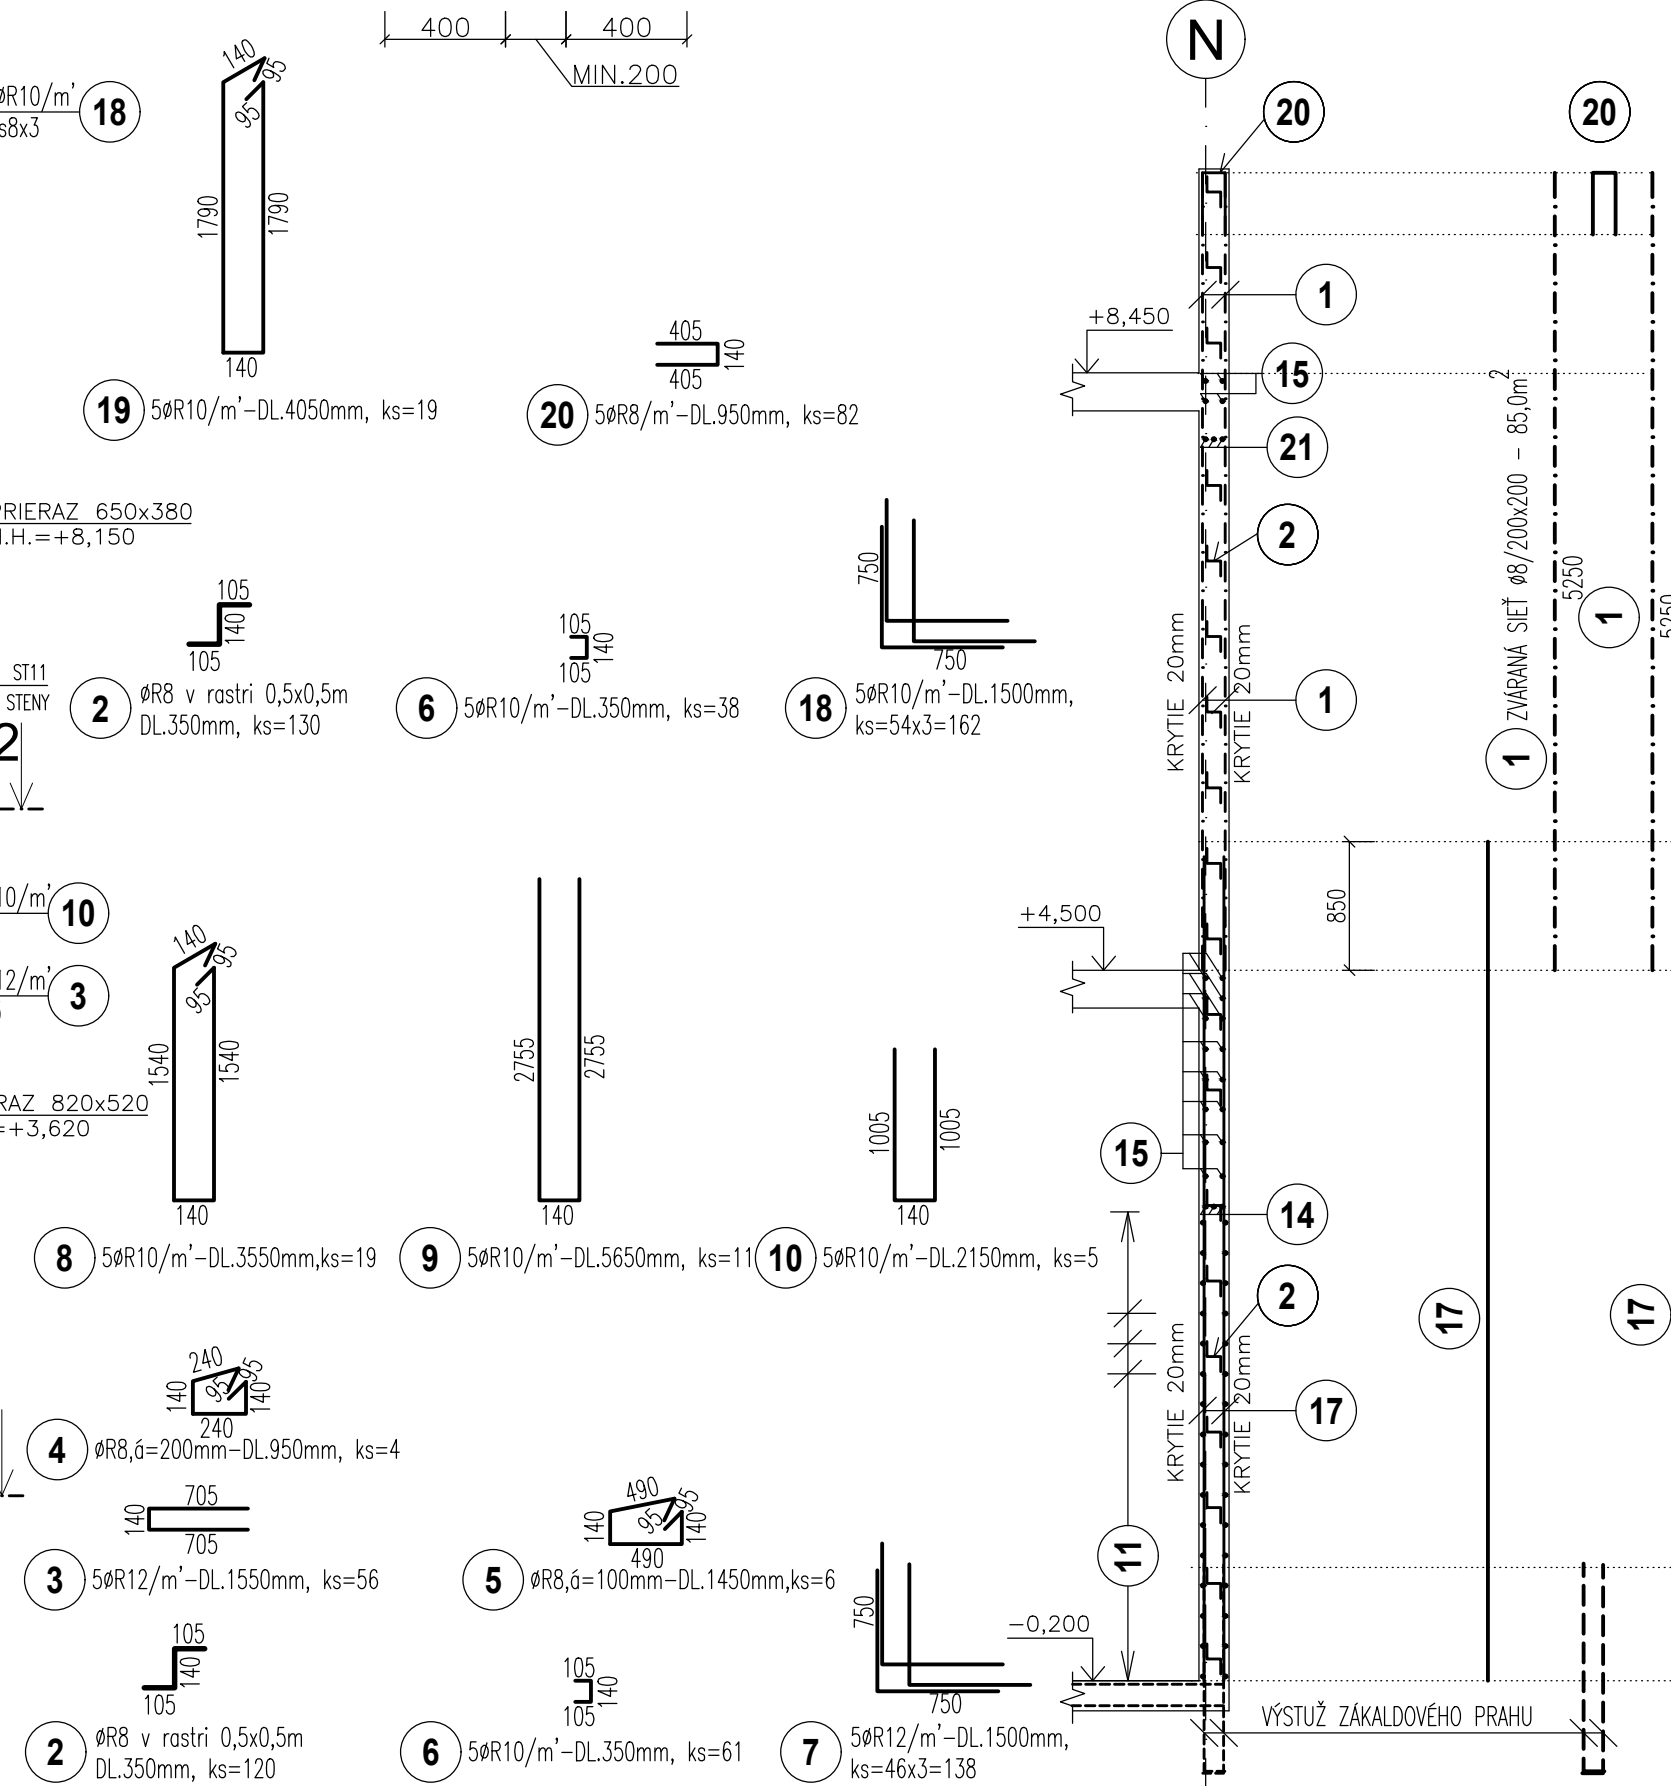 400
400
MIN.200
N
øR10/m'
s8x3
18
140
95
95
1790
1790
140
19
5øR10/m'-DL.4050mm, ks=19
405
140
405
20
5øR8/m'-DL.950mm, ks=82
20
20
1
+8,450
15
21
2
PRIERAZ 650x380
.H.=+8,150
ST11
STENY
2
105
140
105
2
øR8 v rastri 0,5x0,5m
DL.350mm, ks=130
105
140
105
6
5øR10/m'-DL.350mm, ks=38
750
750
18
5øR10/m'-DL.1500mm,
ks=54x3=162
KRYTIE 20mm
KRYTIE 20mm
1
1
ZVÁRANÁ SIEŤ ø8/200x200 - 85,0m2
5250
1
5250
10/m'
10
12/m'
3
RAZ 820x520
=+3,620
140
95
95
1540
1540
140
8
5øR10/m'-DL.3550mm,ks=19
2755
2755
140
9
5øR10/m'-DL.5650mm, ks=11
1005
1005
140
10
5øR10/m'-DL.2150mm, ks=5
+4,500
850
15
14
2
17
17
17
KRYTIE 20mm
KRYTIE 20mm
11
240
95
95
140
140
240
4
øR8,á=200mm-DL.950mm, ks=4
705
140
705
3
5øR12/m'-DL.1550mm, ks=56
490
95
95
140
140
490
5
øR8,á=100mm-DL.1450mm,ks=6
105
140
105
2
øR8 v rastri 0,5x0,5m
DL.350mm, ks=120
105
140
105
6
5øR10/m'-DL.350mm, ks=61
750
750
7
5øR12/m'-DL.1500mm,
ks=46x3=138
-0,200
VÝSTUŽ ZÁKALDOVÉHO PRAHU